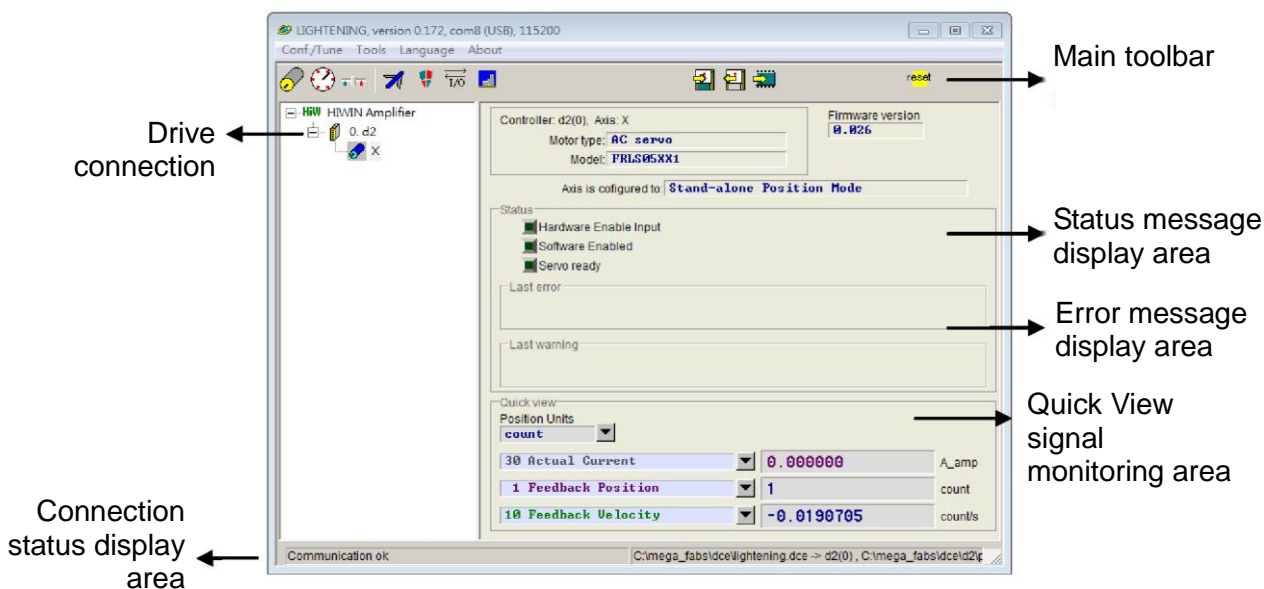 LIGHTENING, version 0.172, com8 (USB), 115200
Conf./Tune Tools Language About
Main toolbar
I/O
reset
HIWIN HIWIN Amplifier
0. d2
X
Drive
connection
Controller: d2(0), Axis: X
Motor type: AC servo
Model: FRLS05XX1
Firmware version
0.026
Axis is cofigured to: Stand-alone Position Mode
Status
Hardware Enable Input
Software Enabled
Servo ready
Status message
display area
Last error
Error message
display area
Last warning
Quick view
Position Units
count
Quick View
signal
monitoring area
30 Actual Current 0.000000 A_amp
1 Feedback Position 1 count
10 Feedback Velocity -0.0190705 count/s
Connection
status display
area
Communication ok
C:\mega_fabs\dce\lightening.dce -> d2(0) , C:\mega_fabs\dce\d2\p